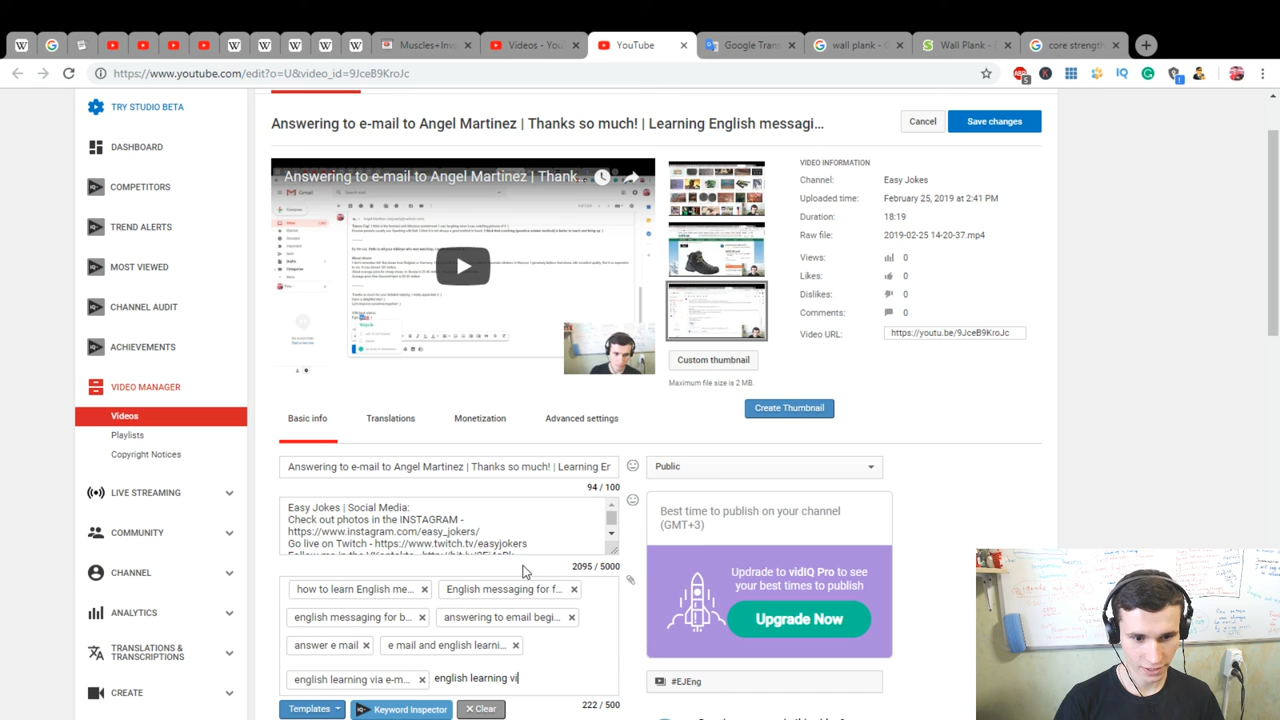 Muscles+Inv
Videos - You
YouTube
Google Trans
wall plank - G
Wall Plank - E
core strength
https://www.youtube.com/edit?o=U&video_id=9JceB9KroJc
TRY STUDIO BETA
DASHBOARD
COMPETITORS
TREND ALERTS
MOST VIEWED
CHANNEL AUDIT
ACHIEVEMENTS
VIDEO MANAGER
Videos
Playlists
Copyright Notices
LIVE STREAMING
COMMUNITY
CHANNEL
ANALYTICS
TRANSLATIONS &
TRANSCRIPTIONS
CREATE
Answering to e-mail to Angel Martinez | Thanks so much! | Learning English messagi...
Cancel
Save changes
Answering to e-mail to Angel Martinez | Thank...
Gmail
Custom thumbnail
Maximum file size is 2 MB.
Create Thumbnail
VIDEO INFORMATION
Channel: Easy Jokes
Uploaded time: February 25, 2019 at 2:41 PM
Duration: 18:19
Raw file: 2019-02-25 14-20-37.mp4
Views: 0
Likes: 0
Dislikes: 0
Comments: 0
Video URL: https://youtu.be/9JceB9KroJc
Basic info
Translations
Monetization
Advanced settings
Answering to e-mail to Angel Martinez | Thanks so much! | Learning Er
94 / 100
Easy Jokes | Social Media:
Check out photos in the INSTAGRAM -
https://www.instagram.com/easy_jokers/
Go live on Twitch - https://www.twitch.tv/easyjokers
2095 / 5000
how to learn English me...
English messaging for f...
english messaging for b...
answering to email begi...
answer e mail
e mail and english learni...
english learning via e-m...
english learning vi
222 / 500
Templates
Keyword Inspector
Clear
Public
Best time to publish on your channel
(GMT+3)
Upgrade to vidIQ Pro to see
your best times to publish
Upgrade Now
#EJEng